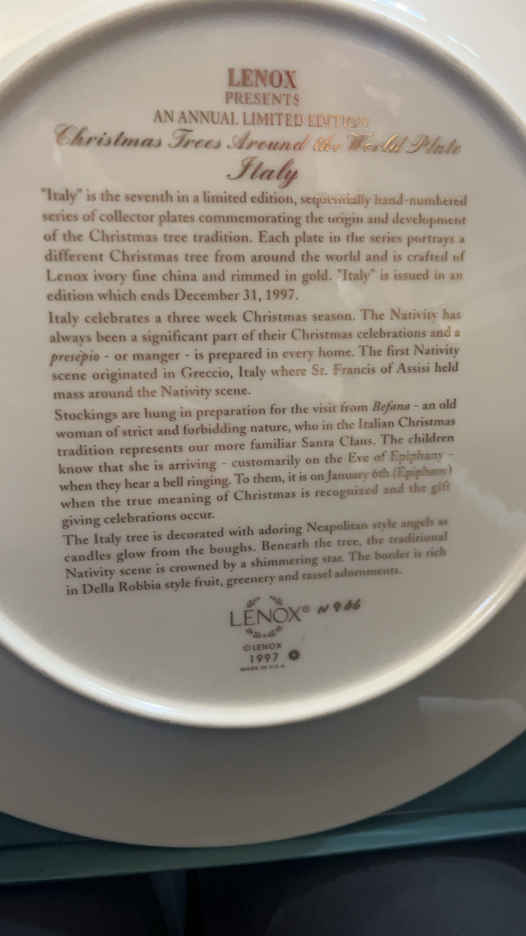 LENOX
PRESENTS
AN ANNUAL LIMITED EDITION
Christmas Trees Around the World Plate
Italy
"Italy" is the seventh in a limited edition, sequentially hand-numbered
series of collector plates commemorating the origin and development
of the Christmas tree tradition. Each plate in the series portrays a
different Christmas tree from around the world and is crafted of
Lenox ivory fine china and rimmed in gold. "Italy" is issued in an
edition which ends December 31, 1997.
Italy celebrates a three week Christmas season. The Nativity has
always been a significant part of their Christmas celebrations and a
presepio - or manger - is prepared in every home. The first Nativity
scene originated in Greccio, Italy where St. Francis of Assisi held
mass around the Nativity scene.
Stockings are hung in preparation for the visit from Befana - an old
woman of strict and forbidding nature, who in the Italian Christmas
tradition represents our more familiar Santa Claus. The children
know that she is arriving - customarily on the Eve of Epiphany -
when they hear a bell ringing. To them, it is on January 6th (Epiphany)
when the true meaning of Christmas is recognized and the gift
giving celebrations occur.
The Italy tree is decorated with adoring Neapolitan style angels as
candles glow from the boughs. Beneath the tree, the traditional
Nativity scene is crowned by a shimmering star. The border is rich
in Della Robbia style fruit, greenery and tassel adornments.
LENOX®
© LENOX
1997
MADE IN U.S.A.